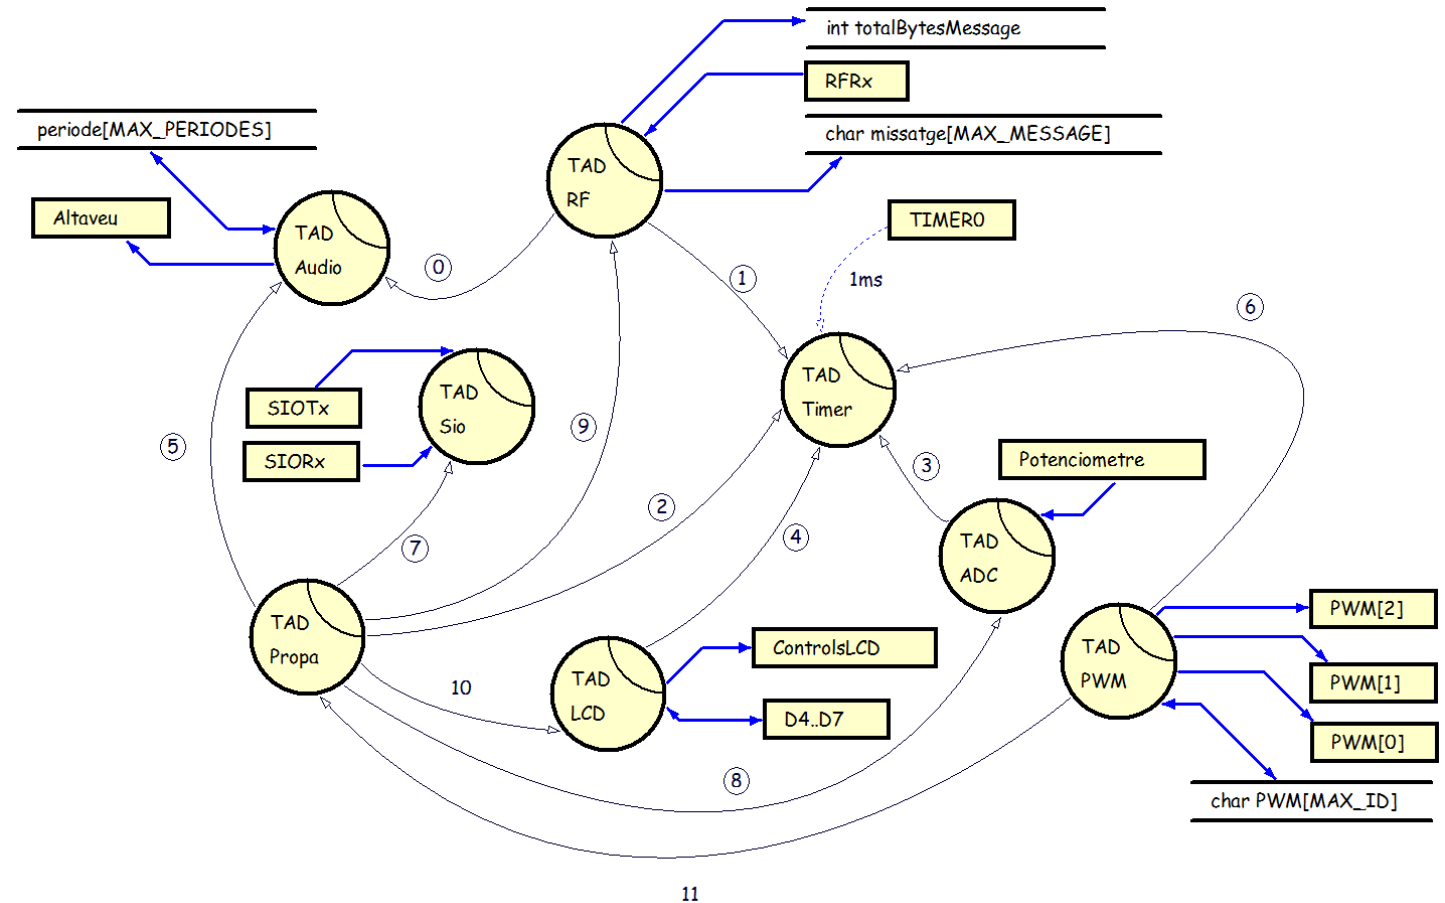 int totalBytesMessage
RFRx
char missatge[MAX_MESSAGE]
periode[MAX_PERIODES]
TAD
RF
Altaveu
TIMER0
TAD
Audio
0
1
1ms
6
TAD
Timer
SIOTx
TAD
Sio
SIORx
5
9
3
Potenciometre
2
7
4
TAD
ADC
TAD
Propa
PWM[2]
ControlsLCD
TAD
PWM
PWM[1]
10
TAD
LCD
D4..D7
PWM[0]
8
char PWM[MAX_ID]
11